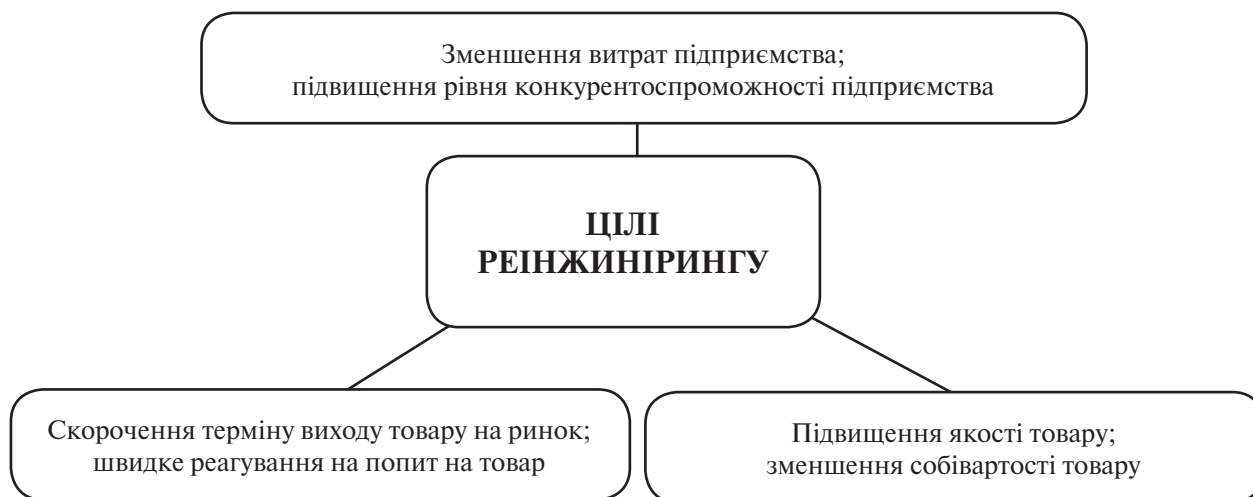 Зменшення витрат підприємства;
підвищення рівня конкурентоспроможності підприємства
ЦІЛІ
РЕІНЖИНІРИНГУ
Скорочення терміну виходу товару на ринок;
швидке реагування на попит на товар
Підвищення якості товару;
зменшення собівартості товару